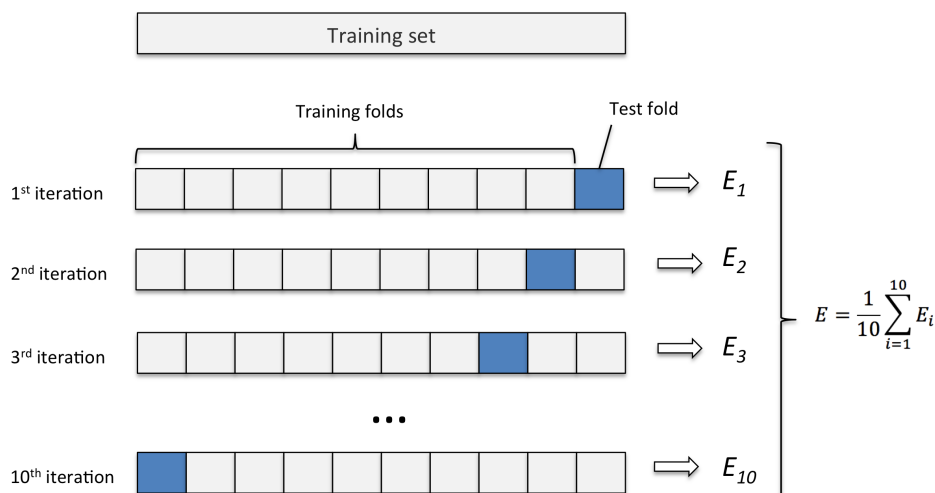 Training set
Training folds
Test fold
1st iteration
E1
2nd iteration
E2
3rd iteration
E3
E = 1/10 10∑i=1 Ei
...
10th iteration
E10